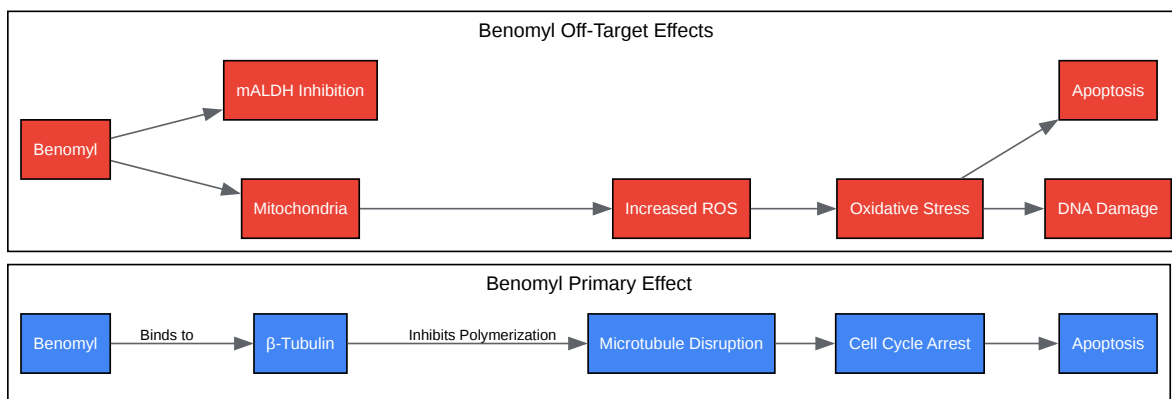 Benomyl Off-Target Effects
mALDH Inhibition
Apoptosis
Benomyl
Mitochondria
Increased ROS
Oxidative Stress
DNA Damage
Benomyl Primary Effect
Benomyl
Binds to
β-Tubulin
Inhibits Polymerization
Microtubule Disruption
Cell Cycle Arrest
Apoptosis